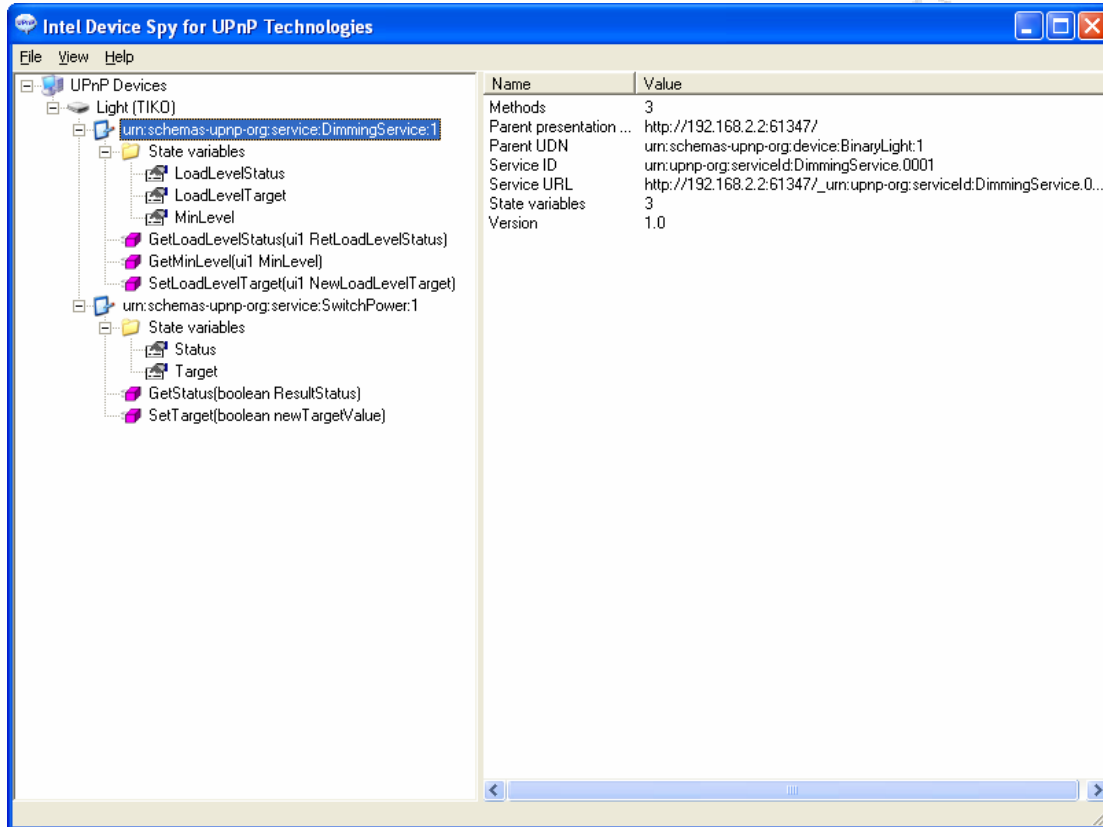 Intel Device Spy for UPnP Technologies
File View Help
UPnP Devices
Light (TIKO)
urn:schemas-upnp-org:service:DimmingService:1
State variables
LoadLevelStatus
LoadLevelTarget
MinLevel
GetLoadLevelStatus(ui1 RetLoadLevelStatus)
GetMinLevel(ui1 MinLevel)
SetLoadLevelTarget(ui1 NewLoadLevelTarget)
urn:schemas-upnp-org:service:SwitchPower:1
State variables
Status
Target
GetStatus(boolean ResultStatus)
SetTarget(boolean newTargetValue)
Name Value
Methods 3
Parent presentation ... http://192.168.2.2:61347/
Parent UDN urn:schemas-upnp-org:device:BinaryLight:1
Service ID urn:upnp-org:serviceId:DimmingService.0001
Service URL http://192.168.2.2:61347/_urn:upnp-org:serviceId:DimmingService.0...
State variables 3
Version 1.0